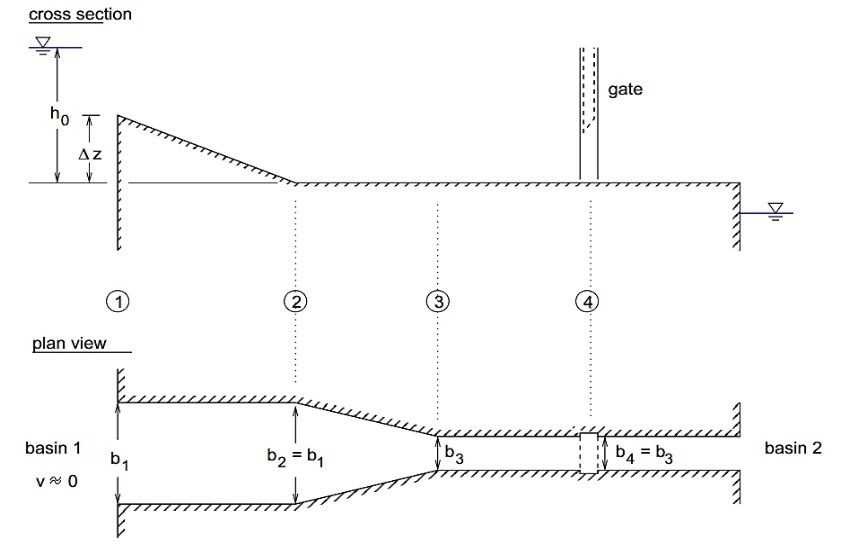 cross section
h₀
Δz
gate
1 2 3 4
plan view
basin 1
v ≈ 0
b₁
b₂ = b₁
b₃
b₄ = b₃
basin 2